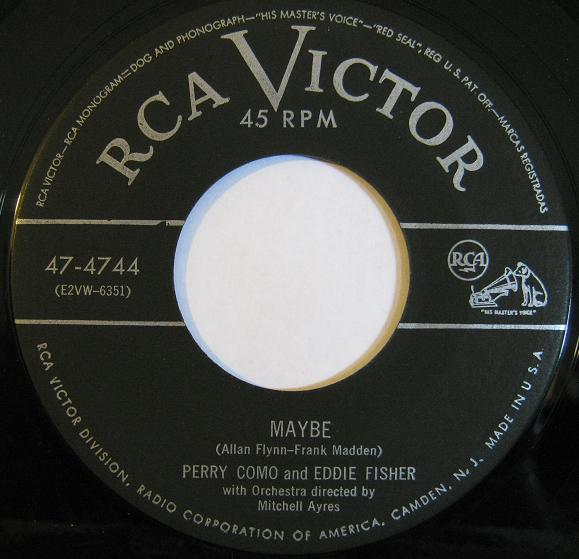 RCA VICTOR—RCA MONOGRAM—DOG AND PHONOGRAPH—"HIS MASTER'S VOICE"—"RED SEAL", REG U.S. PAT OFF.—MARCAS REGISTRADAS
RCA VICTOR
45 RPM
47-4744
(E2VW-6351)
RCA
"HIS MASTER'S VOICE"
MAYBE
(Allan Flynn-Frank Madden)
PERRY COMO and EDDIE FISHER
with Orchestra directed by
Mitchell Ayres
RCA VICTOR DIVISION, RADIO CORPORATION OF AMERICA, CAMDEN, N. J. MADE IN U.S.A